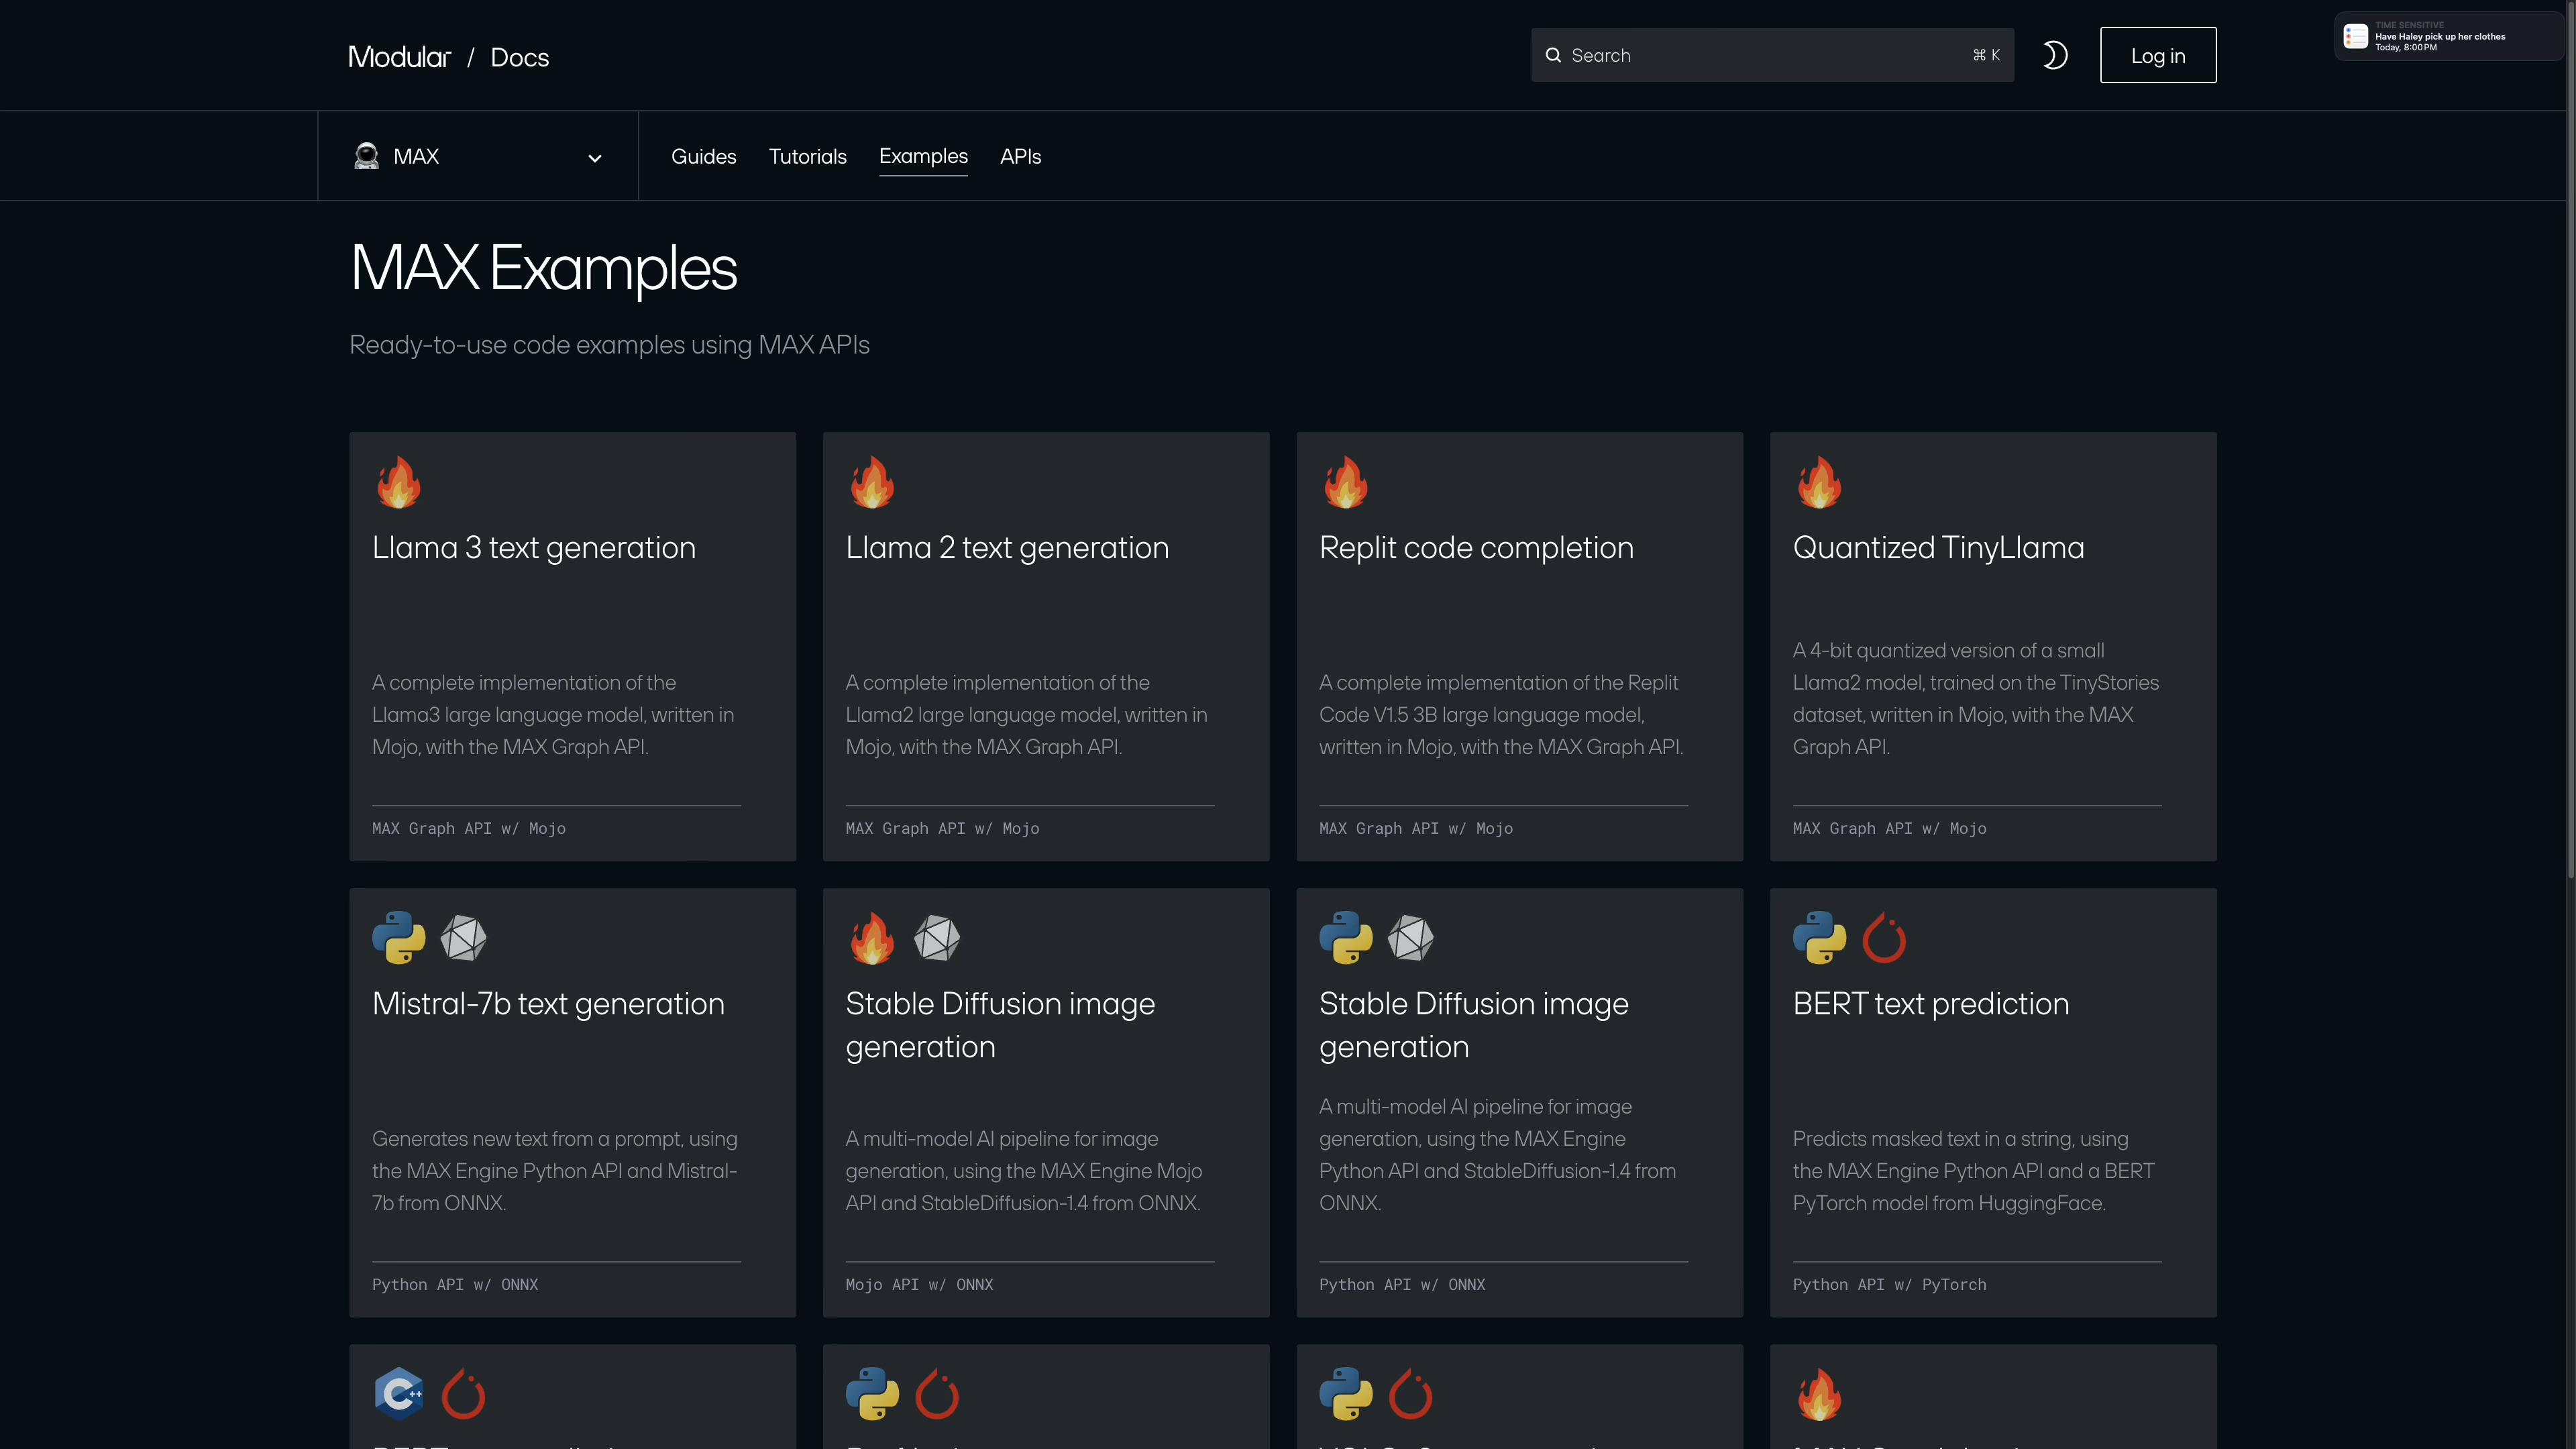 Modular / Docs
Search
⌘ K
Log in
TIME SENSITIVE
Have Haley pick up her clothes
Today, 8:00 PM
MAX
Guides
Tutorials
Examples
APIs
MAX Examples
Ready-to-use code examples using MAX APIs
Llama 3 text generation
A complete implementation of the
Llama3 large language model, written in
Mojo, with the MAX Graph API.
MAX Graph API w/ Mojo
Llama 2 text generation
A complete implementation of the
Llama2 large language model, written in
Mojo, with the MAX Graph API.
MAX Graph API w/ Mojo
Replit code completion
A complete implementation of the Replit
Code V1.5 3B large language model,
written in Mojo, with the MAX Graph API.
MAX Graph API w/ Mojo
Quantized TinyLlama
A 4-bit quantized version of a small
Llama2 model, trained on the TinyStories
dataset, written in Mojo, with the MAX
Graph API.
MAX Graph API w/ Mojo
Mistral-7b text generation
Generates new text from a prompt, using
the MAX Engine Python API and Mistral-
7b from ONNX.
Python API w/ ONNX
Stable Diffusion image
generation
A multi-model AI pipeline for image
generation, using the MAX Engine Mojo
API and StableDiffusion-1.4 from ONNX.
Mojo API w/ ONNX
Stable Diffusion image
generation
A multi-model AI pipeline for image
generation, using the MAX Engine
Python API and StableDiffusion-1.4 from
ONNX.
Python API w/ ONNX
BERT text prediction
Predicts masked text in a string, using
the MAX Engine Python API and a BERT
PyTorch model from HuggingFace.
Python API w/ PyTorch
C++